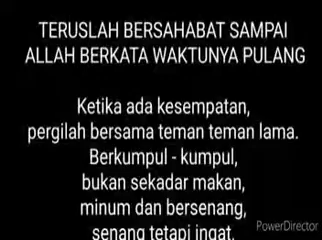 TERUSLAH BERSAHABAT SAMPAI
ALLAH BERKATA WAKTUNYA PULANG
Ketika ada kesempatan,
pergilah bersama teman teman lama.
Berkumpul - kumpul,
bukan sekadar makan,
minum dan bersenang,
senang tetapi ingat,
PowerDirector